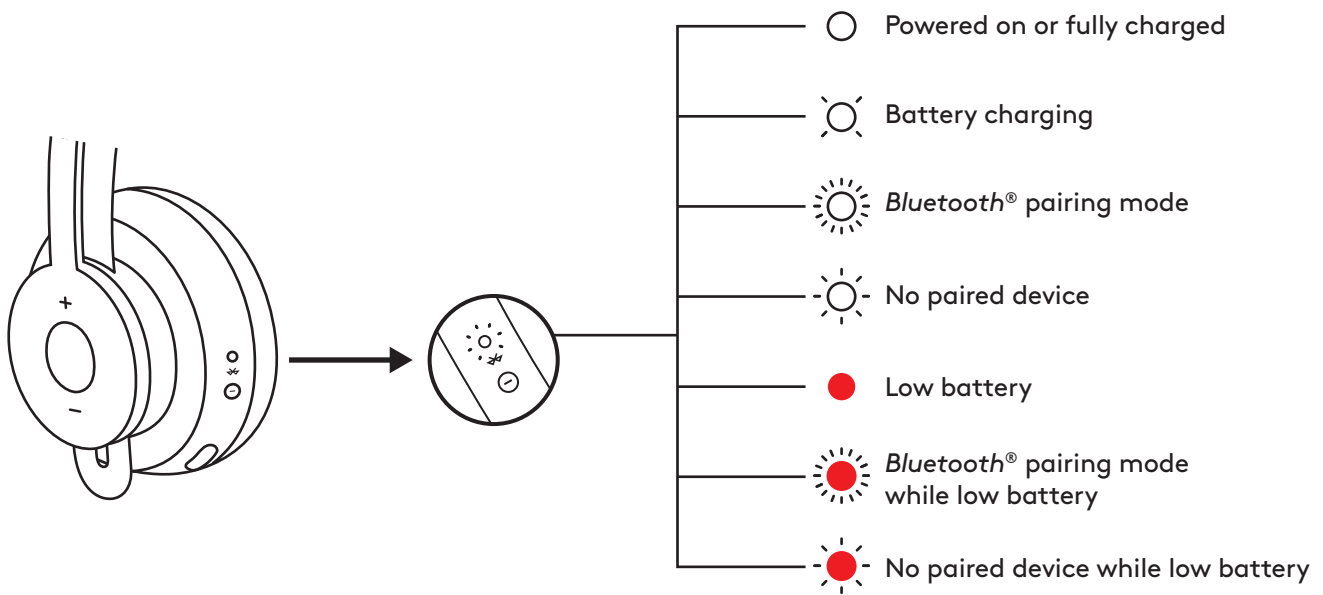 Powered on or fully charged
Battery charging
Bluetooth® pairing mode
No paired device
Low battery
Bluetooth® pairing mode
while low battery
No paired device while low battery
+
−